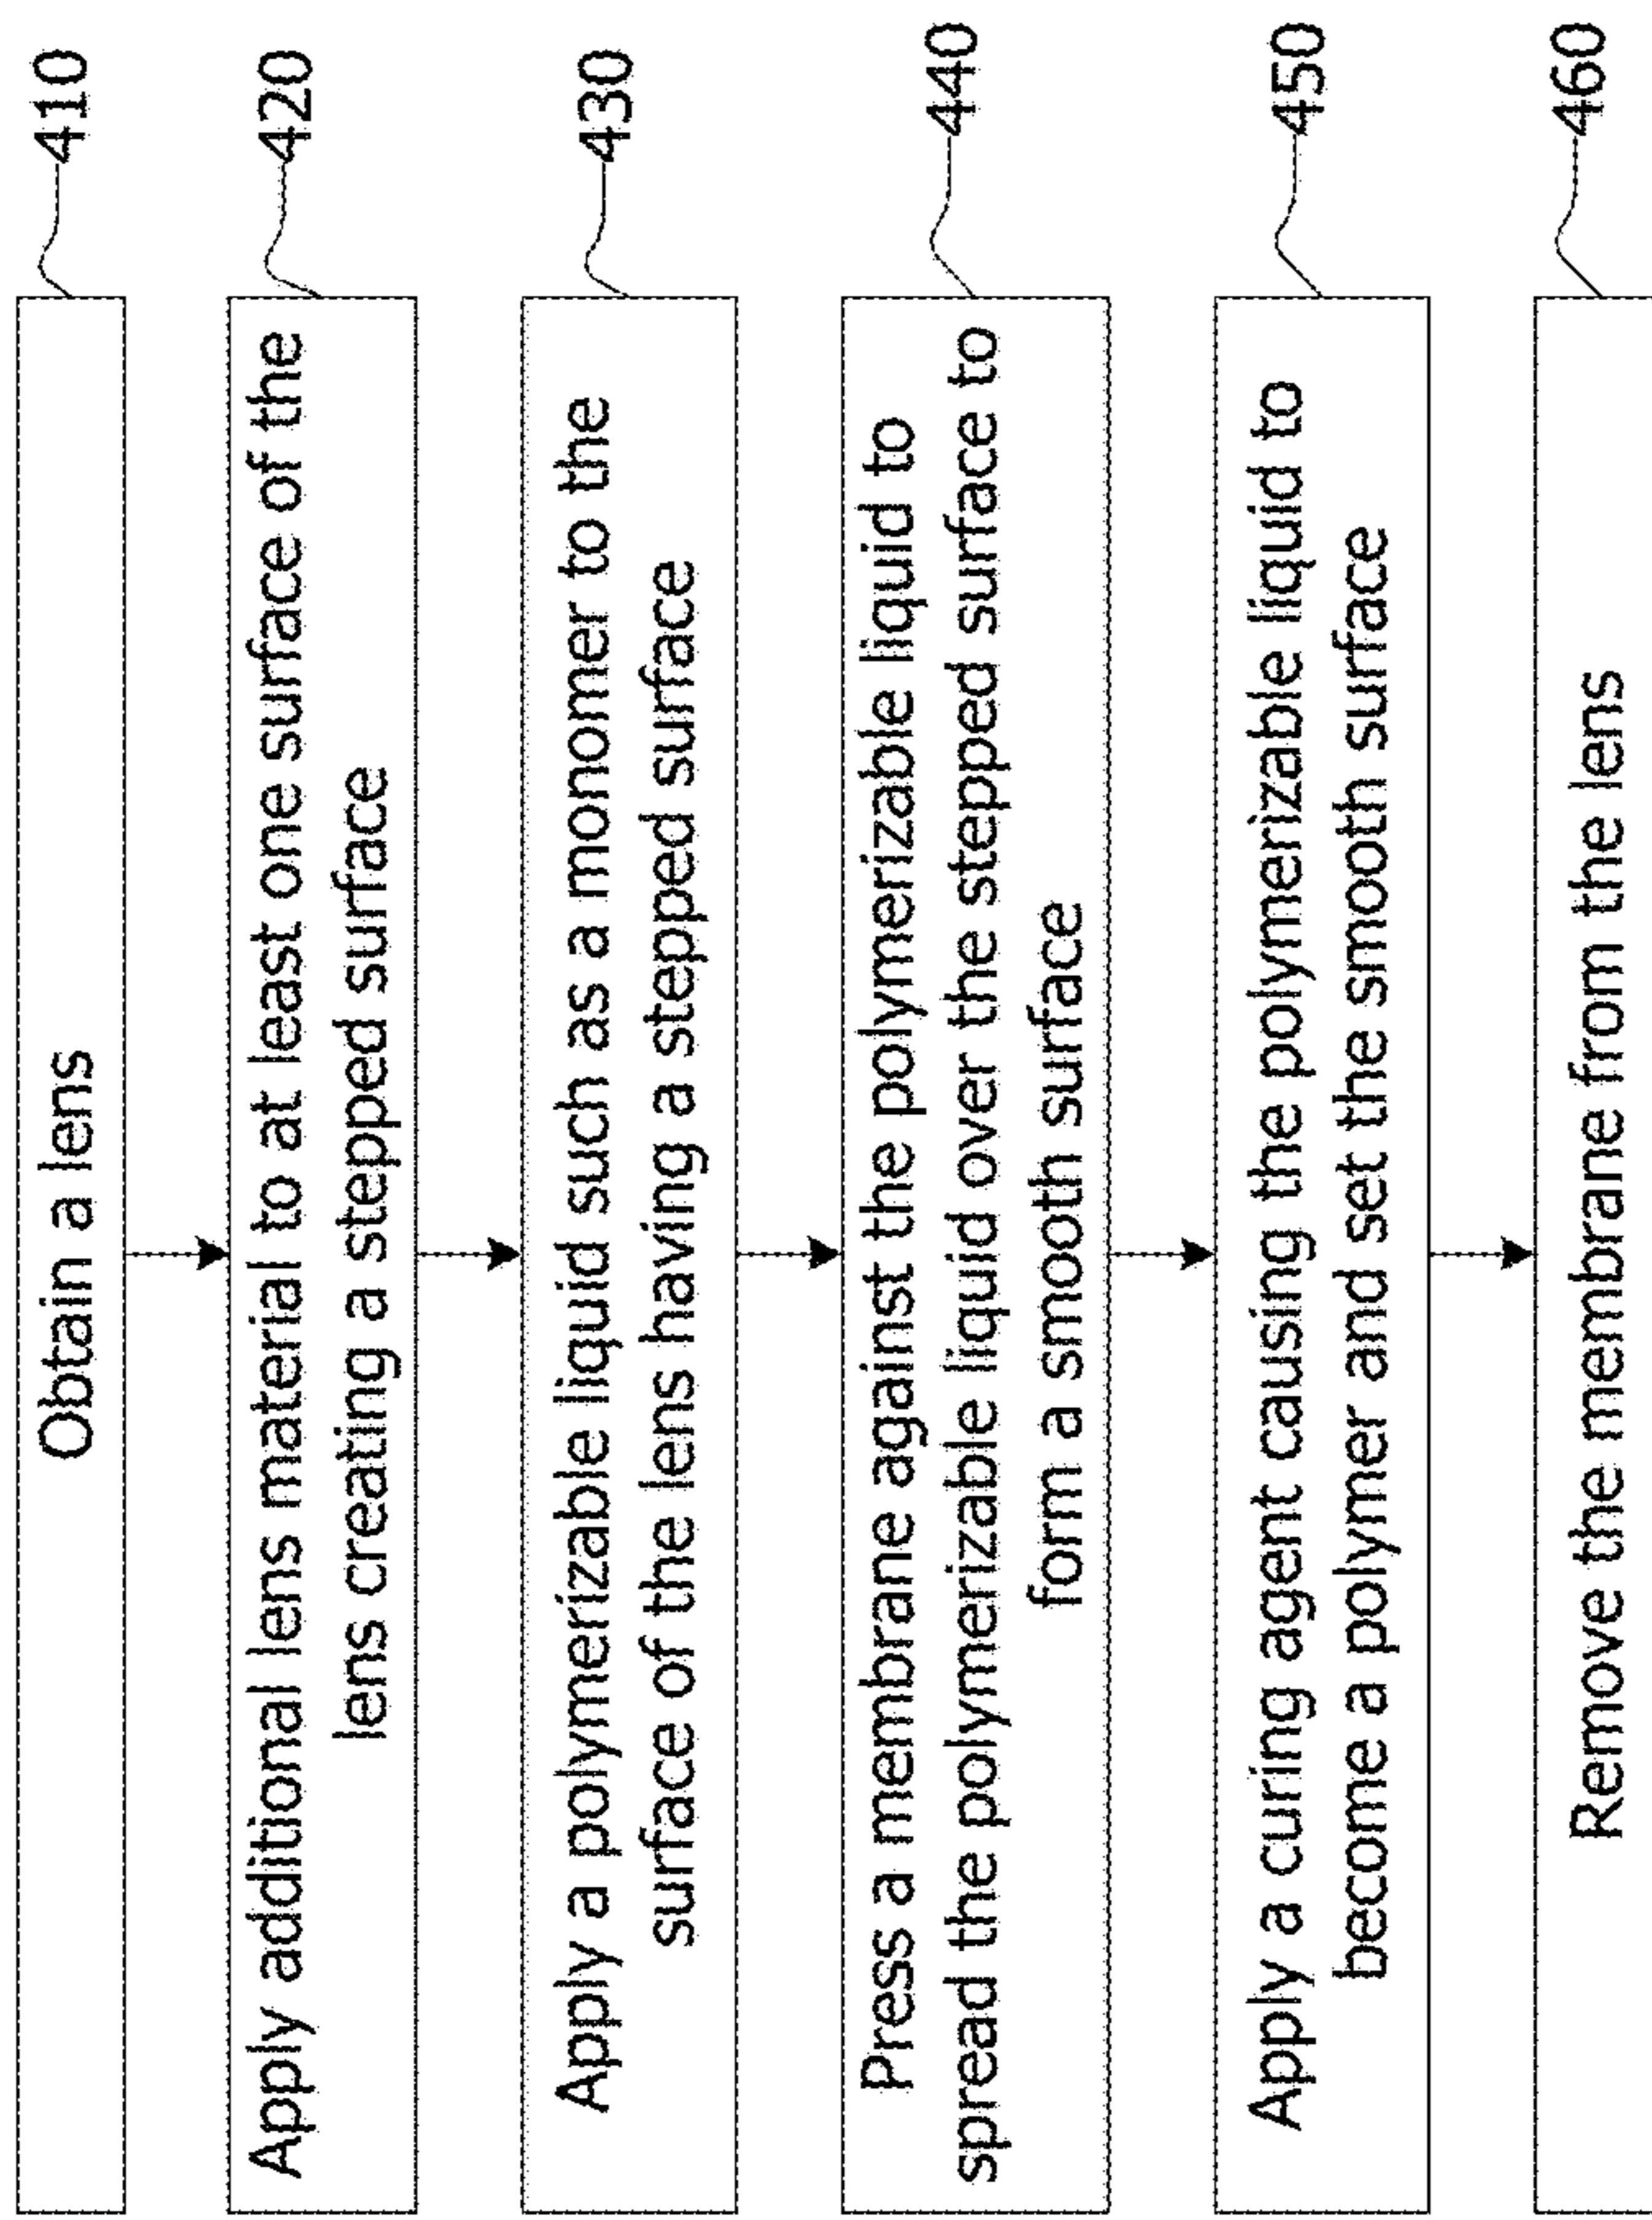 Obtain a lens
410
Apply additional lens material to at least one surface of the
lens creating a stepped surface
420
Apply a polymerizable liquid such as a monomer to the
surface of the lens having a stepped surface
430
Press a membrane against the polymerizable liquid to
spread the polymerizable liquid over the stepped surface to
form a smooth surface
440
Apply a curing agent causing the polymerizable liquid to
become a polymer and set the smooth surface
450
Remove the membrane from the lens
460